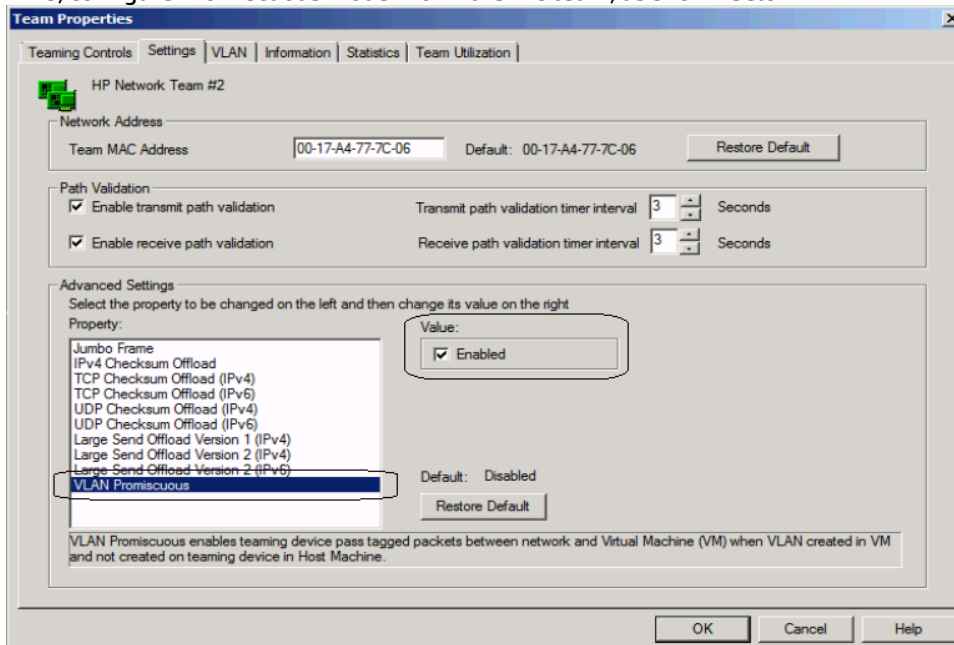 Team Properties
Teaming Controls Settings VLAN Information Statistics Team Utilization
HP Network Team #2
Network Address
Team MAC Address 00-17-A4-77-7C-06 Default: 00-17-A4-77-7C-06 Restore Default
Path Validation
Enable transmit path validation Transmit path validation timer interval 3 Seconds
Enable receive path validation Receive path validation timer interval 3 Seconds
Advanced Settings
Select the property to be changed on the left and then change its value on the right
Property: Value:
Jumbo Frame
Enabled
IPv4 Checksum Offload
TCP Checksum Offload (IPv4)
TCP Checksum Offload (IPv6)
UDP Checksum Offload (IPv4)
UDP Checksum Offload (IPv6)
Large Send Offload Version 1 (IPv4)
Large Send Offload Version 2 (IPv4)
Large Send Offload Version 2 (IPv6)
VLAN Promiscuous
Default: Disabled
Restore Default
VLAN Promiscuous enables teaming device pass tagged packets between network and Virtual Machine (VM) when VLAN created in VM
and not created on teaming device in Host Machine.
OK Cancel Help